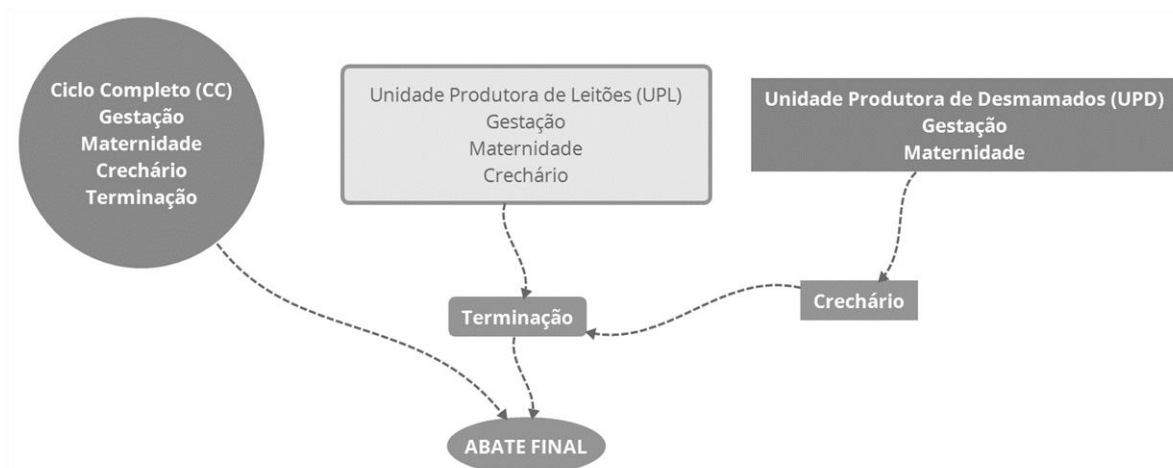 Ciclo Completo (CC)
Gestação
Maternidade
Crechário
Terminação
Unidade Produtora de Leitões (UPL)
Gestação
Maternidade
Crechário
Unidade Produtora de Desmamados (UPD)
Gestação
Maternidade
Crechário
Terminação
ABATE FINAL